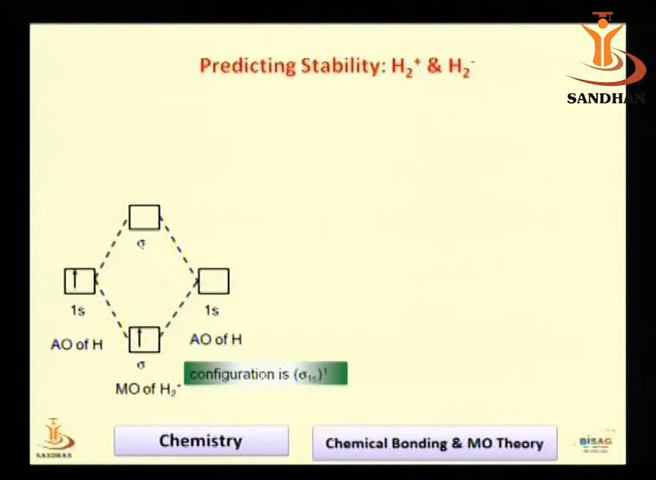 Predicting Stability: H₂⁺ & H₂⁻
SANDHAN
σ
1s
1s
AO of H
AO of H
σ
configuration is (σ₁ₛ)¹
MO of H₂⁺
SANDHAN
Chemistry
Chemical Bonding & MO Theory
BISAG